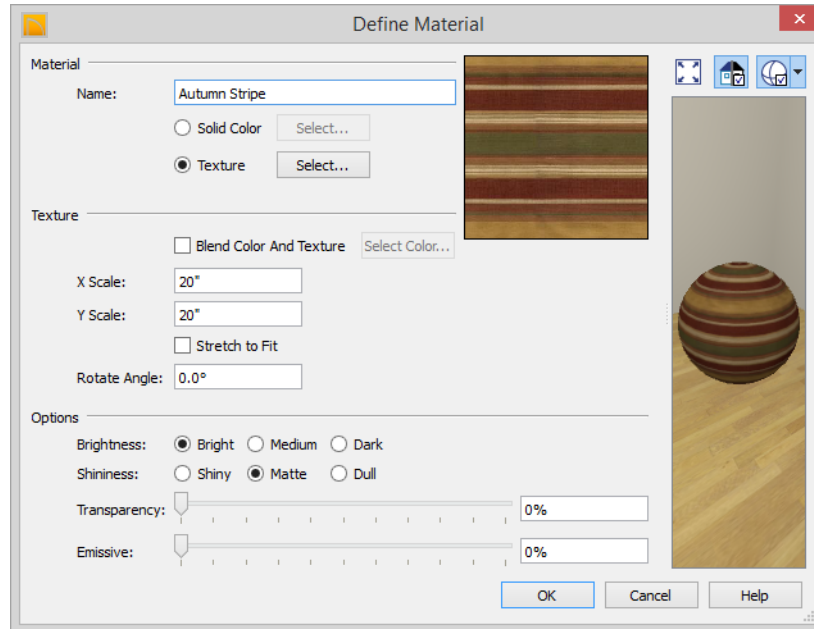 Define Material
Material
Name: Autumn Stripe
Solid Color Select...
Texture Select...
Texture
Blend Color And Texture Select Color...
X Scale: 20"
Y Scale: 20"
Stretch to Fit
Rotate Angle: 0.0°
Options
Brightness: Bright Medium Dark
Shininess: Shiny Matte Dull
Transparency: 0%
Emissive: 0%
OK Cancel Help